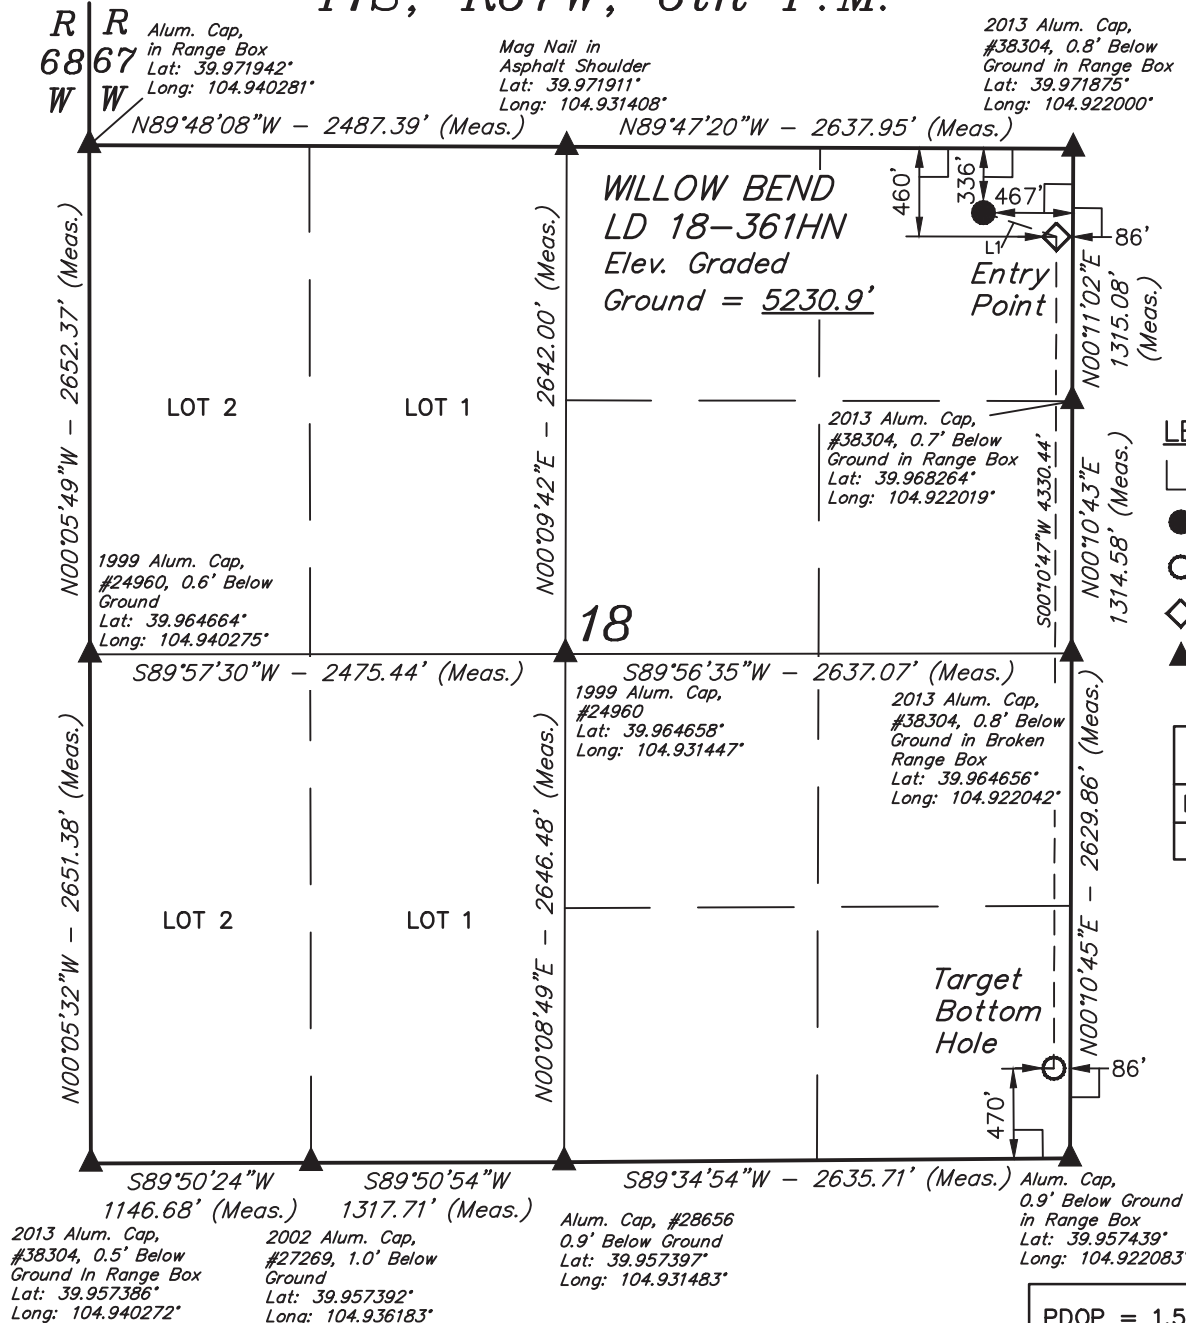 T1S, R67W, 6th P.M.
R R
68 67
W W
Alum. Cap,
in Range Box
Lat: 39.971942°
Long: 104.940281°
Mag Nail in
Asphalt Shoulder
Lat: 39.971911°
Long: 104.931408°
2013 Alum. Cap,
#38304, 0.8' Below
Ground in Range Box
Lat: 39.971875°
Long: 104.922000°
N89°48'08"W - 2487.39' (Meas.)
N89°47'20"W - 2637.95' (Meas.)
WILLOW BEND
LD 18-361HN
Elev. Graded
Ground = 5230.9'
460'
336'
467'
86'
L1
Entry
Point
N00°11'02"E
1315.08'
(Meas.)
N00°05'49"W - 2652.37' (Meas.)
N00°09'42"E - 2642.00' (Meas.)
LOT 2
LOT 1
2013 Alum. Cap,
#38304, 0.7' Below
Ground in Range Box
Lat: 39.968264°
Long: 104.922019°
S00°10'47"W 4330.44'
N00°10'43"E
1314.58' (Meas.)
1999 Alum. Cap,
#24960, 0.6' Below
Ground
Lat: 39.964664°
Long: 104.940275°
18
S89°57'30"W - 2475.44' (Meas.)
S89°56'35"W - 2637.07' (Meas.)
1999 Alum. Cap,
#24960
Lat: 39.964658°
Long: 104.931447°
2013 Alum. Cap,
#38304, 0.8' Below
Ground in Broken
Range Box
Lat: 39.964656°
Long: 104.922042°
N00°05'32"W - 2651.38' (Meas.)
N00°08'49"E - 2646.48' (Meas.)
N00°10'45"E - 2629.86' (Meas.)
LOT 2
LOT 1
Target
Bottom
Hole
86'
470'
S89°50'24"W
1146.68' (Meas.)
S89°50'54"W
1317.71' (Meas.)
S89°34'54"W - 2635.71' (Meas.)
2013 Alum. Cap,
#38304, 0.5' Below
Ground In Range Box
Lat: 39.957386°
Long: 104.940272°
2002 Alum. Cap,
#27269, 1.0' Below
Ground
Lat: 39.957392°
Long: 104.936183°
Alum. Cap, #28656
0.9' Below Ground
Lat: 39.957397°
Long: 104.931483°
Alum. Cap,
0.9' Below Ground
in Range Box
Lat: 39.957439°
Long: 104.922083°
PDOP = 1.5